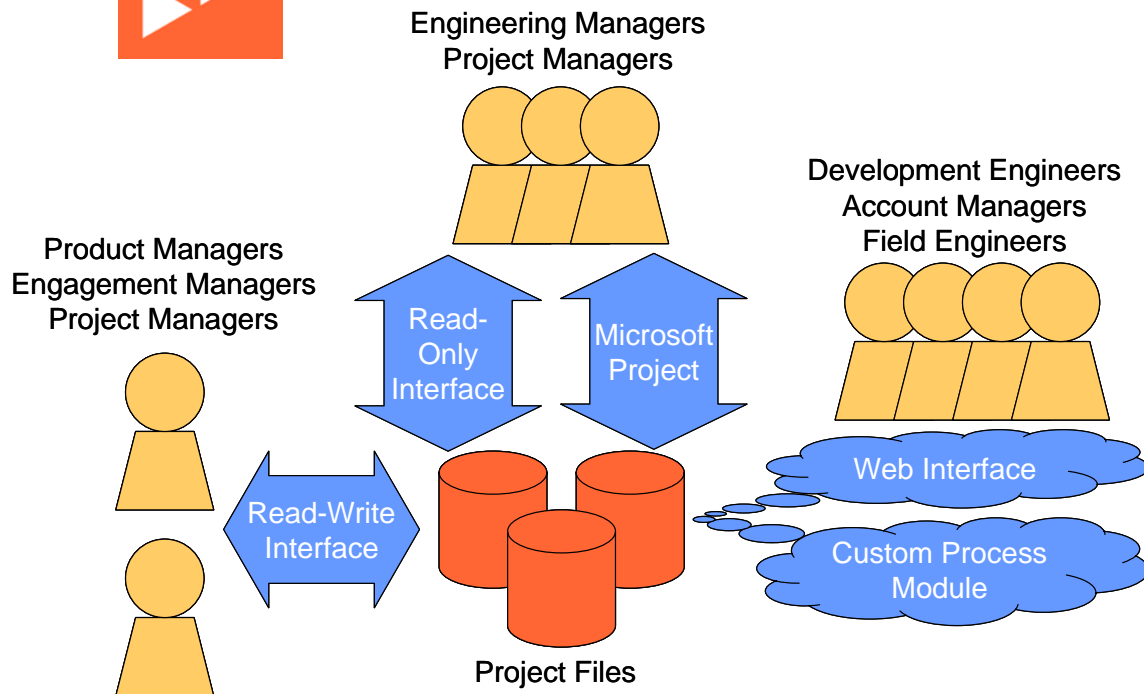 Engineering Managers
Project Managers
Development Engineers
Account Managers
Field Engineers
Product Managers
Engagement Managers
Project Managers
Read-
Only
Interface
Microsoft
Project
Web Interface
Read-Write
Interface
Custom Process
Module
Project Files